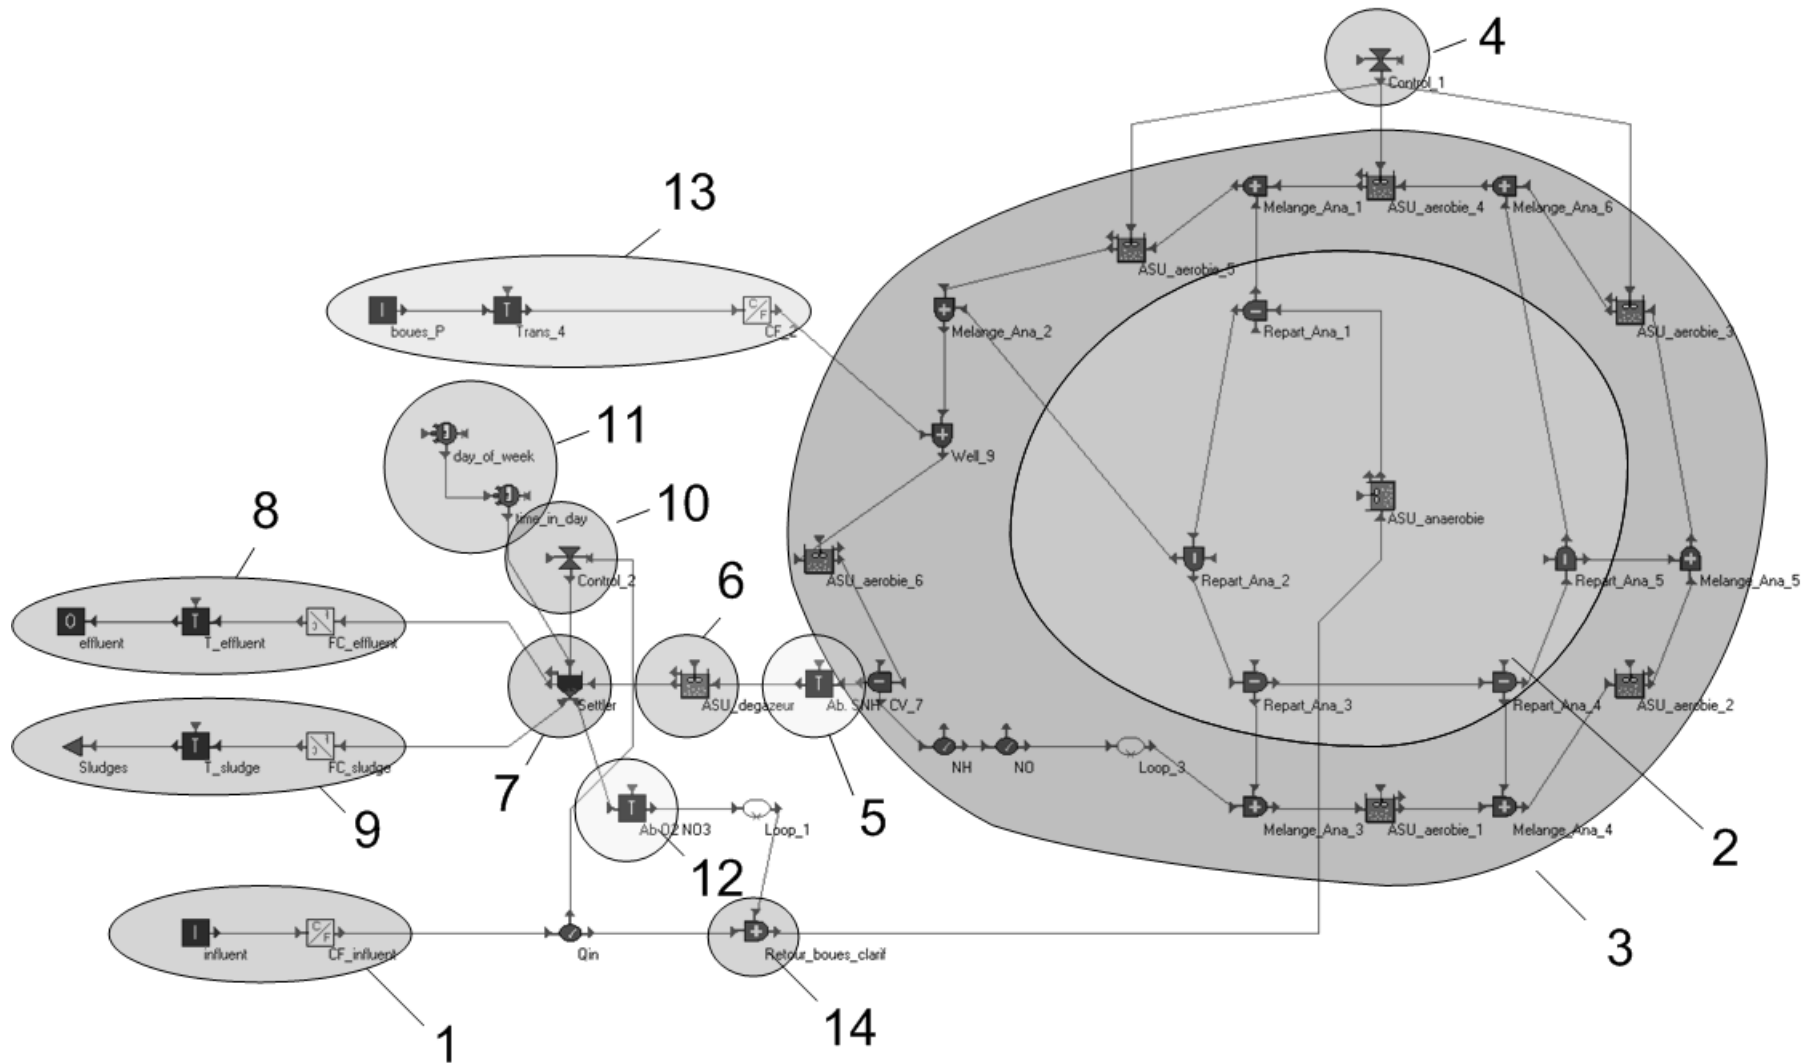 4
Control_1
13
Melange_Ana_1
ASU_aerobie_4
Melange_Ana_6
ASU_aerobie_5
I
boues_P
T
Trans_4
C/F
CF_2
Melange_Ana_2
Repart_Ana_1
ASU_aerobie_3
11
day_of_week
Well_9
8
10
time_in_day
ASU_anaerobie
6
Control_2
ASU_aerobie_6
Repart_Ana_2
Repart_Ana_5
Melange_Ana_5
effluent
T
T_effluent
FC_effluent
Settler
ASU_degazeur
T
Ab. SNH
CV_7
Repart_Ana_3
Repart_Ana_4
ASU_aerobie_2
Sludges
T
T_sludge
FC_sludge
7
NH
NO
Loop_3
9
5
T
Ab O2 NO3
Loop_1
Melange_Ana_3
ASU_aerobie_1
Melange_Ana_4
2
12
I
influent
C/F
CF_influent
Qin
Retour_boues_clarif
3
1
14